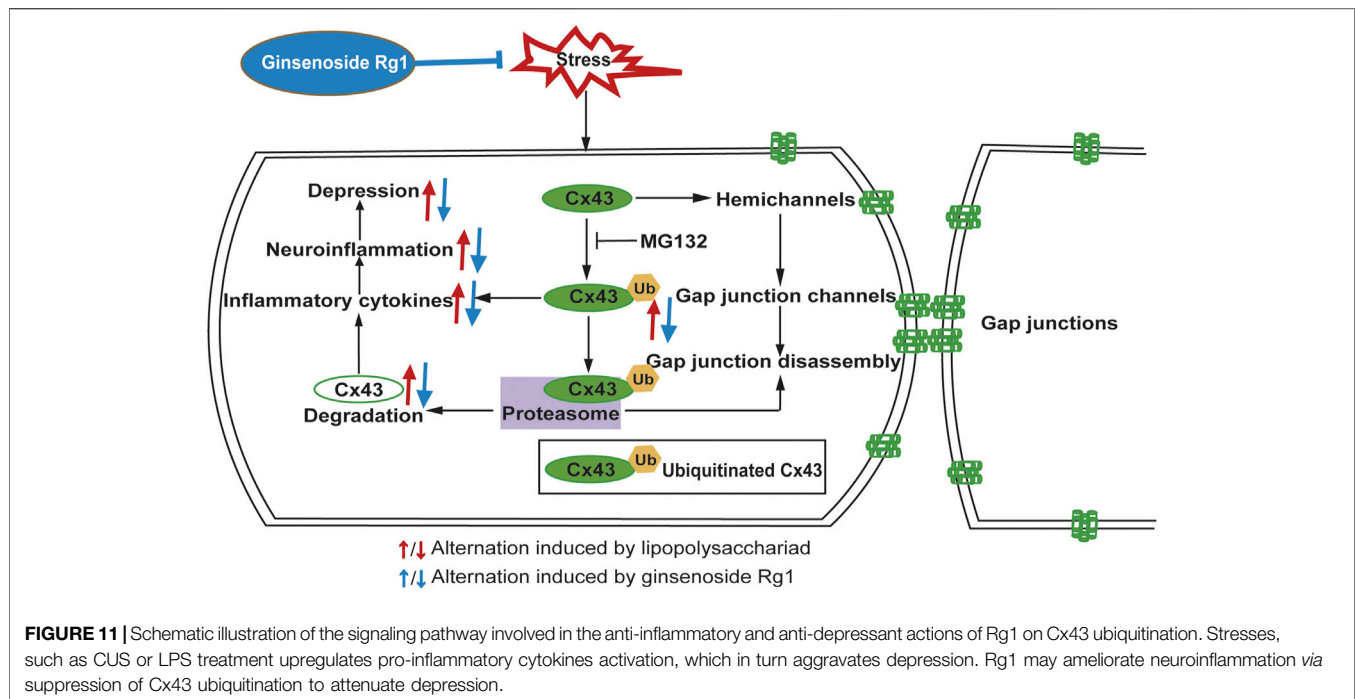 Ginsenoside Rg1
Stress
Depression
Cx43
Hemichannels
MG132
Neuroinflammation
Ub
Inflammatory cytokines
Cx43
Gap junction channels
Gap junctions
Gap junction disassembly
Ub
Cx43
Cx43
Degradation
Proteasome
Ub
Cx43
Ubiquitinated Cx43
↑/↓ Alternation induced by lipopolysacchariad
↑/↓ Alternation induced by ginsenoside Rg1
FIGURE 11 | Schematic illustration of the signaling pathway involved in the anti-inflammatory and anti-depressant actions of Rg1 on Cx43 ubiquitination. Stresses,
such as CUS or LPS treatment upregulates pro-inflammatory cytokines activation, which in turn aggravates depression. Rg1 may ameliorate neuroinflammation via
suppression of Cx43 ubiquitination to attenuate depression.